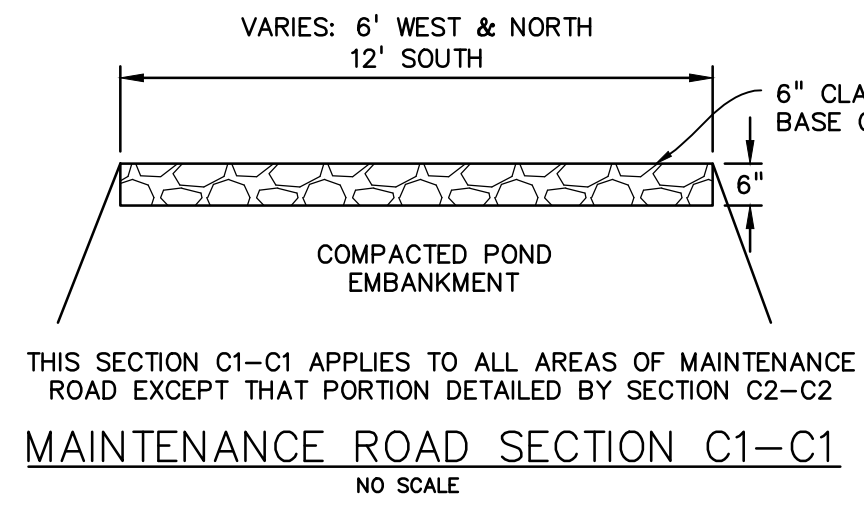 VARIES: 6' WEST & NORTH
12' SOUTH
6"
BASE
6"
COMPACTED POND
EMBANKMENT
THIS SECTION C1-C1 APPLIES TO ALL AREAS OF MAINTENANCE
ROAD EXCEPT THAT PORTION DETAILED BY SECTION C2-C2
MAINTENANCE ROAD SECTION C1-C1
NO SCALE